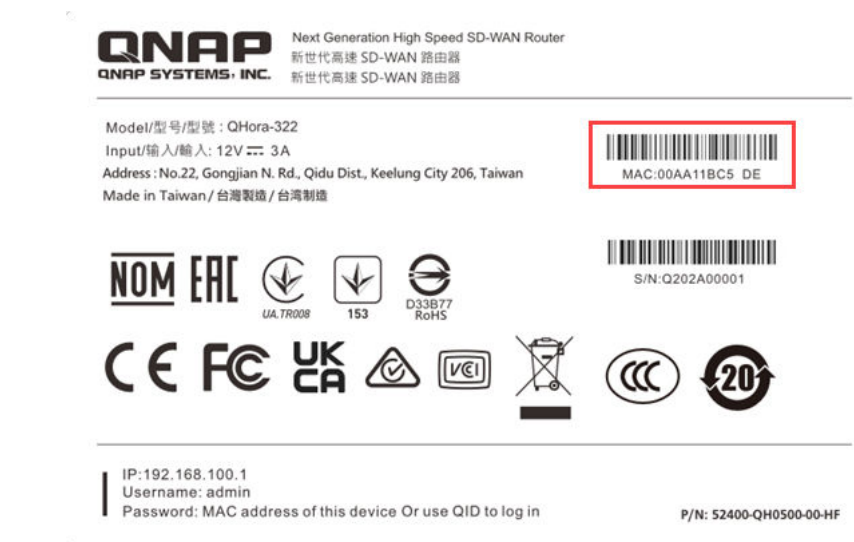 QNAP
QNAP SYSTEMS, INC.
Next Generation High Speed SD-WAN Router
新世代高速 SD-WAN 路由器
新世代高速 SD-WAN 路由器
Model/型号/型號 : QHora-322
Input/输入/輸入: 12V ⎓ 3A
Address : No.22, Gongjian N. Rd., Qidu Dist., Keelung City 206, Taiwan
Made in Taiwan / 台灣製造 / 台湾制造
MAC:00AA11BC5 DE
S/N:Q202A00001
NOM EAC
UA.TR008
153
D33B77
RoHS
CE FC UK
CA
VCI
CCC
20
IP:192.168.100.1
Username: admin
Password: MAC address of this device Or use QID to log in
P/N: 52400-QH0500-00-HF